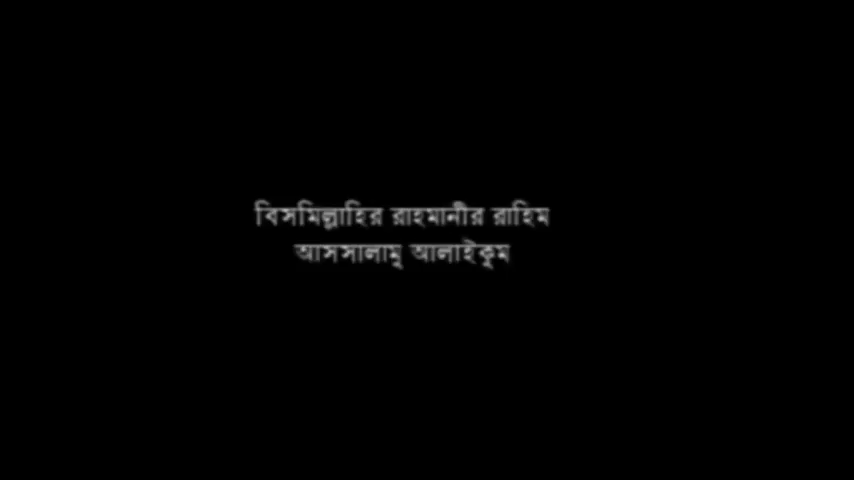 বিসমিল্লাহির রাহমানীর রাহিম
আসসালামু আলাইকুম